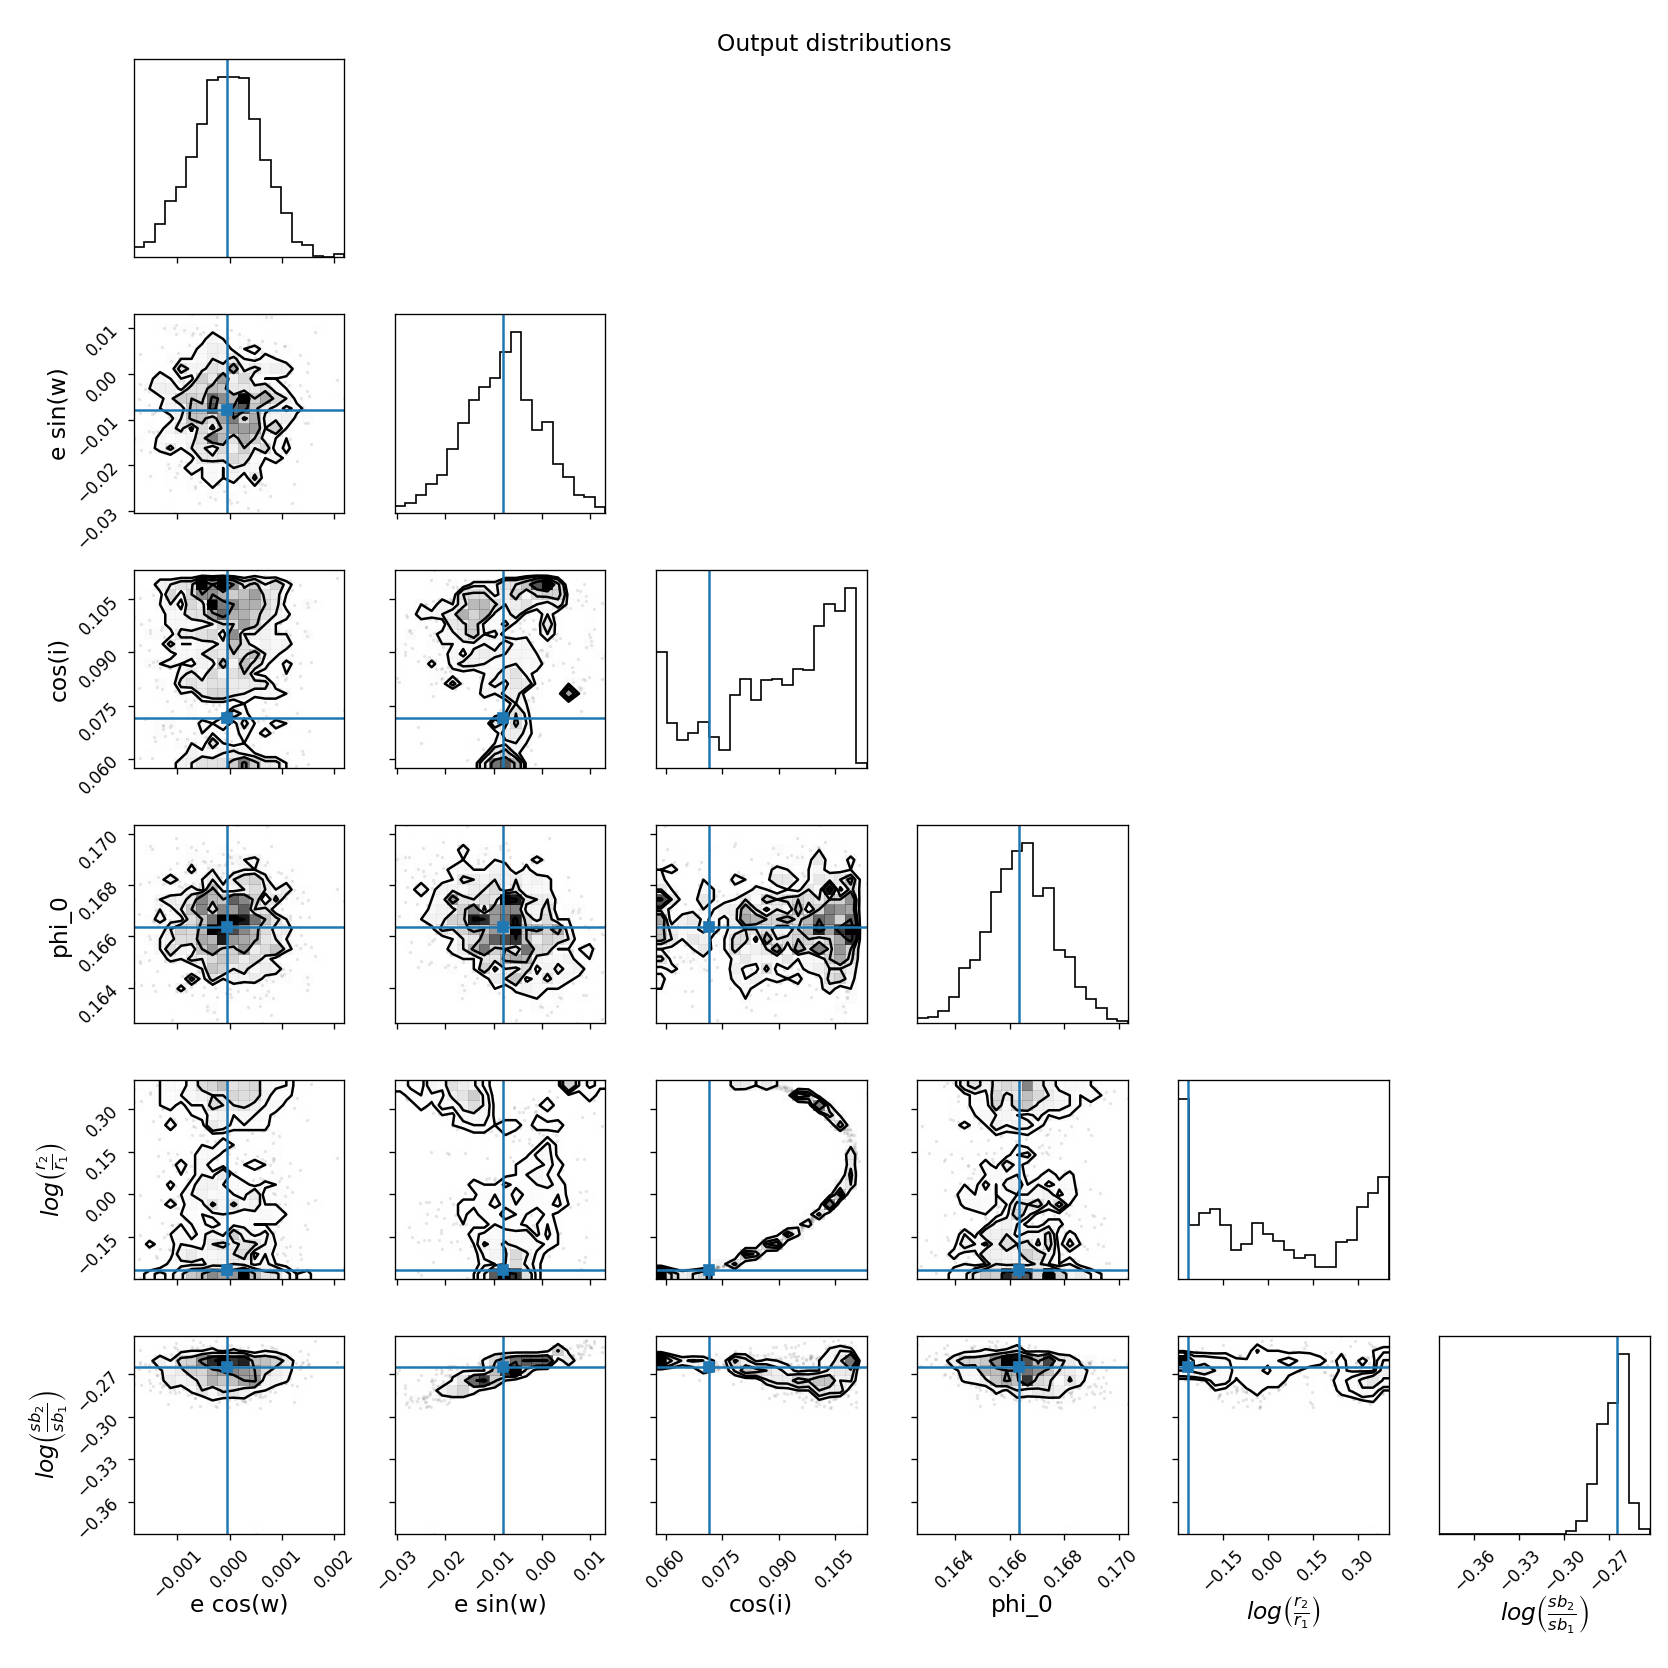 Output distributions
e sin(w)
0.01
0.00
−0.01
−0.02
−0.03
cos(i)
0.105
0.090
0.075
0.060
phi_0
0.170
0.168
0.166
0.164
log(r2/r1)
0.30
0.15
0.00
−0.15
log(sb2/sb1)
−0.27
−0.30
−0.33
−0.36
−0.001 0.000 0.001 0.002
−0.03 −0.02 −0.01 0.00 0.01
0.060 0.075 0.090 0.105
0.164 0.166 0.168 0.170
−0.15 0.00 0.15 0.30
−0.36 −0.33 −0.30 −0.27
e cos(w)
e sin(w)
cos(i)
phi_0
log(r2/r1)
log(sb2/sb1)